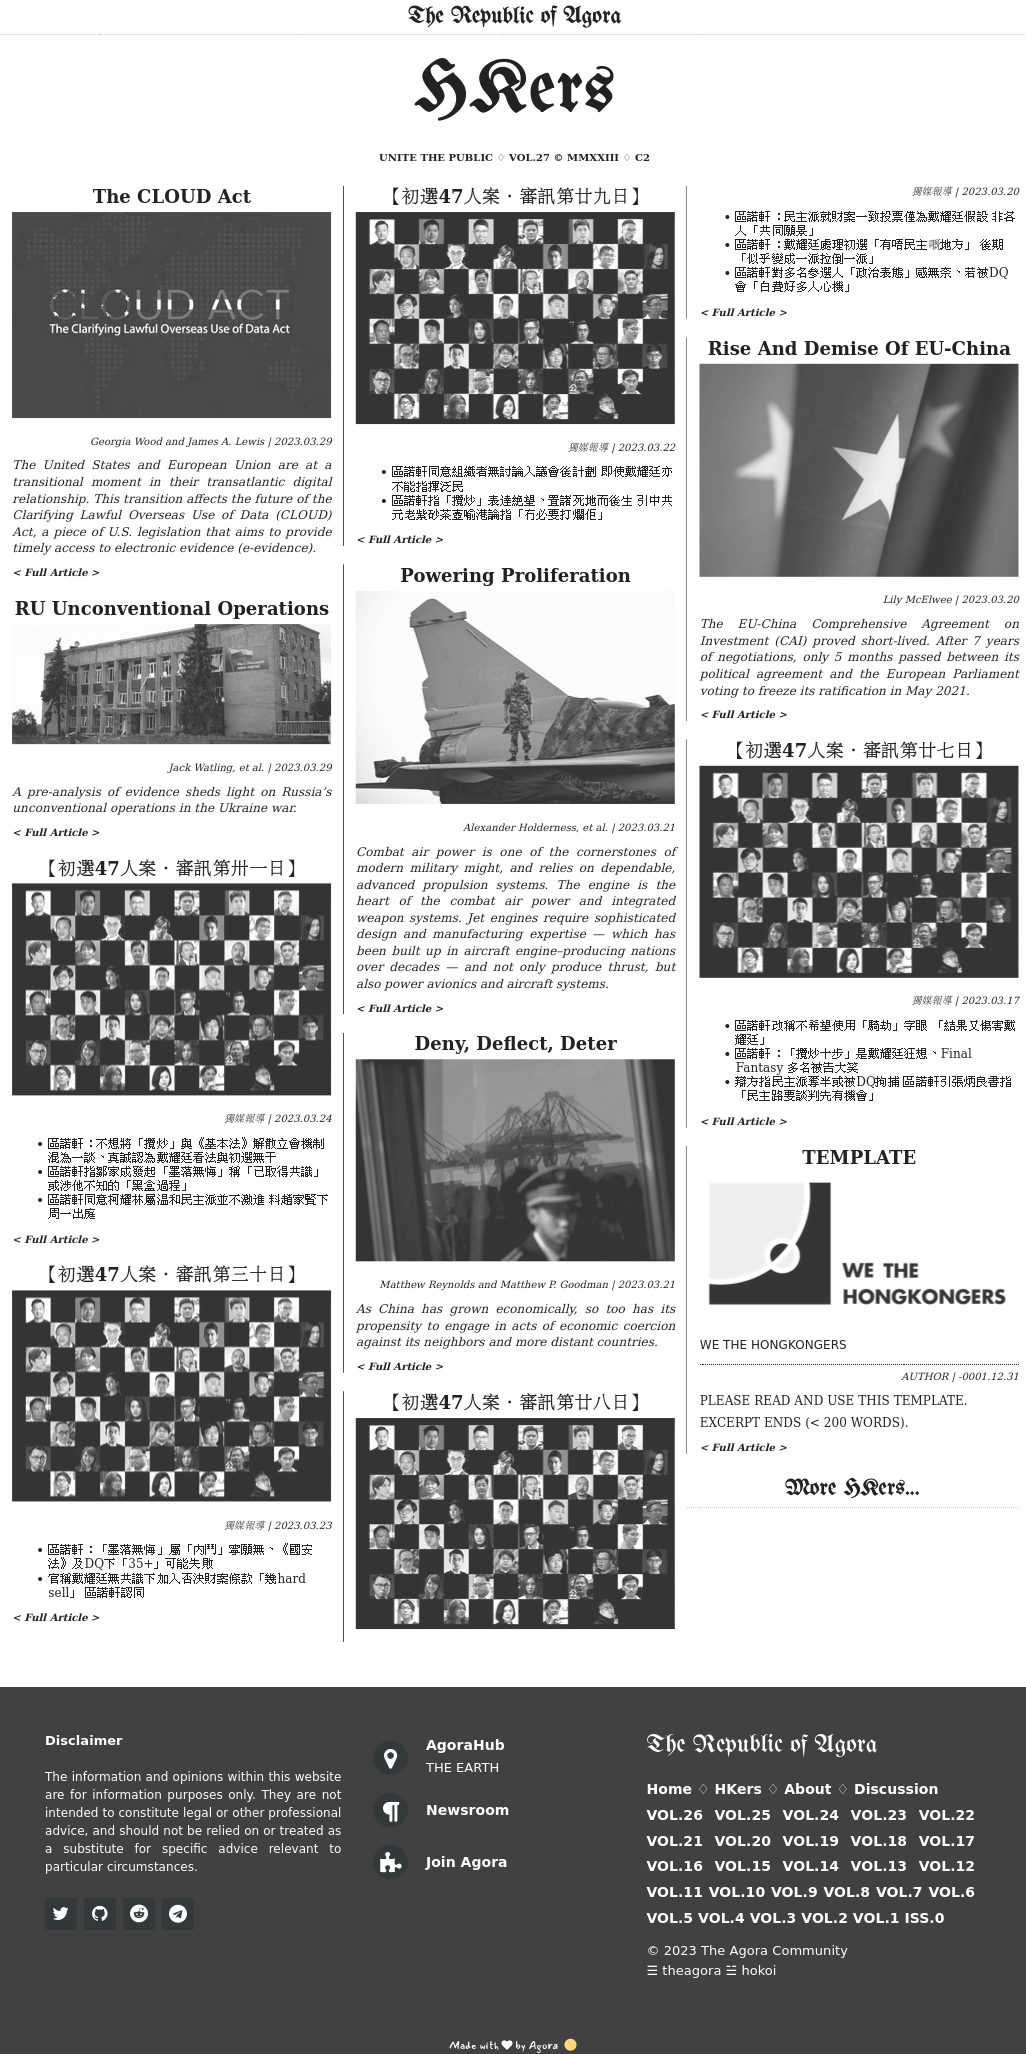 The Republic of Agora
HKers
UNITE THE PUBLIC ♢ VOL.27 © MMXXIII ♢ C2
The CLOUD Act
CLOUD ACT
The Clarifying Lawful Overseas Use of Data Act
Georgia Wood and James A. Lewis | 2023.03.29
The United States and European Union are at a
transitional moment in their transatlantic digital
relationship. This transition affects the future of the
Clarifying Lawful Overseas Use of Data (CLOUD)
Act, a piece of U.S. legislation that aims to provide
timely access to electronic evidence (e-evidence).
< Full Article >
RU Unconventional Operations
Jack Watling, et al. | 2023.03.29
A pre-analysis of evidence sheds light on Russia’s
unconventional operations in the Ukraine war.
< Full Article >
【初選47人案・審訊第卅一日】
獨媒報導 | 2023.03.24
• 區諾軒：不想將「攬炒」與《基本法》解散立會機制
混為一談、真誠認為戴耀廷看法與初選無干
• 區諾軒指鄒家成發起「墨落無悔」稱「已取得共識」
或涉他不知的「黑盒過程」
• 區諾軒同意柯耀林屬温和民主派並不激進 料趙家賢下
周一出庭
< Full Article >
【初選47人案・審訊第三十日】
獨媒報導 | 2023.03.23
• 區諾軒：「墨落無悔」屬「內鬥」寧願無、《國安
法》及DQ下「35+」可能失敗
• 官稱戴耀廷無共識下加入否決財案條款「幾hard
sell」 區諾軒認同
< Full Article >
【初選47人案・審訊第廿九日】
獨媒報導 | 2023.03.22
• 區諾軒同意組織者無討論入議會後計劃 即使戴耀廷亦
不能指揮泛民
• 區諾軒指「攬炒」表達絶望、置諸死地而後生 引中共
元老紫砂茶壺喻港論指「冇必要打爛佢」
< Full Article >
Powering Proliferation
Alexander Holderness, et al. | 2023.03.21
Combat air power is one of the cornerstones of
modern military might, and relies on dependable,
advanced propulsion systems. The engine is the
heart of the combat air power and integrated
weapon systems. Jet engines require sophisticated
design and manufacturing expertise — which has
been built up in aircraft engine–producing nations
over decades — and not only produce thrust, but
also power avionics and aircraft systems.
< Full Article >
Deny, Deflect, Deter
Matthew Reynolds and Matthew P. Goodman | 2023.03.21
As China has grown economically, so too has its
propensity to engage in acts of economic coercion
against its neighbors and more distant countries.
< Full Article >
【初選47人案・審訊第廿八日】
獨媒報導 | 2023.03.20
• 區諾軒：民主派就財案一致投票僅為戴耀廷假設 非各
人「共同願景」
• 區諾軒：戴耀廷處理初選「有唔民主嘅地方」 後期
「似乎變成一派拉倒一派」
• 區諾軒對多名參選人「政治表態」感無奈、若被DQ
會「白費好多人心機」
< Full Article >
Rise And Demise Of EU-China
Lily McElwee | 2023.03.20
The EU-China Comprehensive Agreement on
Investment (CAI) proved short-lived. After 7 years
of negotiations, only 5 months passed between its
political agreement and the European Parliament
voting to freeze its ratification in May 2021.
< Full Article >
【初選47人案・審訊第廿七日】
獨媒報導 | 2023.03.17
• 區諾軒改稱不希望使用「騎劫」字眼 「結果又傷害戴
耀廷」
• 區諾軒：「攬炒十步」是戴耀廷狂想、Final
Fantasy 多名被告大笑
• 辯方指民主派奪半或被DQ拘捕 區諾軒引張炳良書指
「民主路要談判先有機會」
< Full Article >
TEMPLATE
WE THE
HONGKONGERS
WE THE HONGKONGERS
AUTHOR | -0001.12.31
PLEASE READ AND USE THIS TEMPLATE.
EXCERPT ENDS (< 200 WORDS).
< Full Article >
More HKers...
Disclaimer
The information and opinions within this website
are for information purposes only. They are not
intended to constitute legal or other professional
advice, and should not be relied on or treated as
a substitute for specific advice relevant to
particular circumstances.
AgoraHub
THE EARTH
Newsroom
Join Agora
The Republic of Agora
Home ♢ HKers ♢ About ♢ Discussion
VOL.26 VOL.25 VOL.24 VOL.23 VOL.22
VOL.21 VOL.20 VOL.19 VOL.18 VOL.17
VOL.16 VOL.15 VOL.14 VOL.13 VOL.12
VOL.11 VOL.10 VOL.9 VOL.8 VOL.7 VOL.6
VOL.5 VOL.4 VOL.3 VOL.2 VOL.1 ISS.0
© 2023 The Agora Community
☰ theagora ☱ hokoi
Made with ❤ by Agora